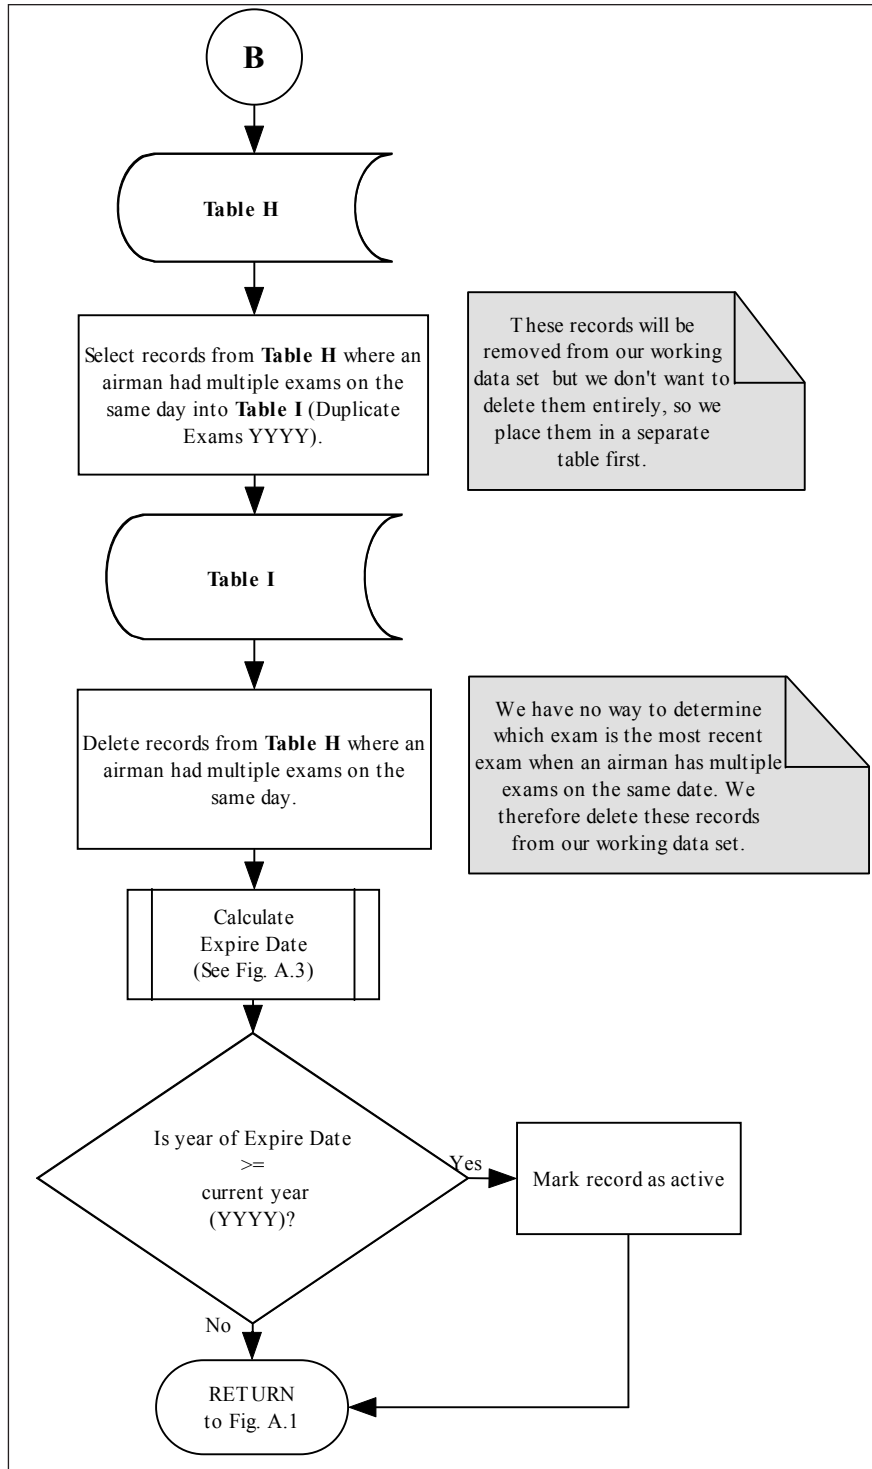 B
Table H
Select records from Table H where an
airman had multiple exams on the
same day into Table I (Duplicate
Exams YYYY).
These records will be
removed from our working
data set but we don't want to
delete them entirely, so we
place them in a separate
table first.
Table I
Delete records from Table H where an
airman had multiple exams on the
same day.
We have no way to determine
which exam is the most recent
exam when an airman has multiple
exams on the same date. We
therefore delete these records
from our working data set.
Calculate
Expire Date
(See Fig. A.3)
Is year of Expire Date
>=
current year
(YYYY)?
Yes
Mark record as active
No
RETURN
to Fig. A.1